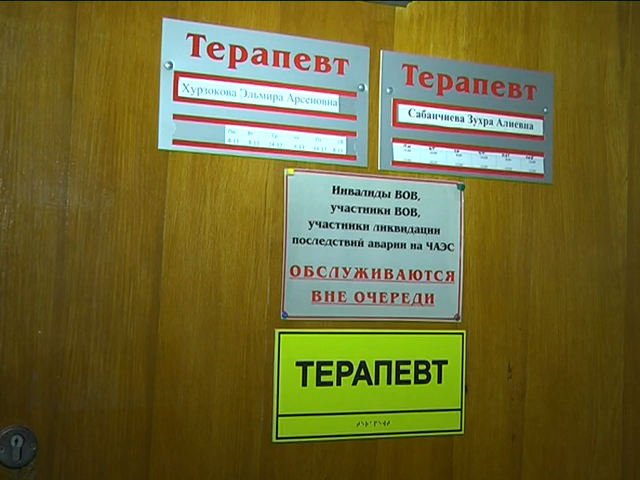 Терапевт
Хурзокова Эльмира Арсеновна
Терапевт
Сабанчиева Зухра Алиевна
Инвалиды ВОВ,
участники ВОВ,
участники ликвидации
последствий аварии на ЧАЭС
ОБСЛУЖИВАЮТСЯ
ВНЕ ОЧЕРЕДИ
ТЕРАПЕВТ